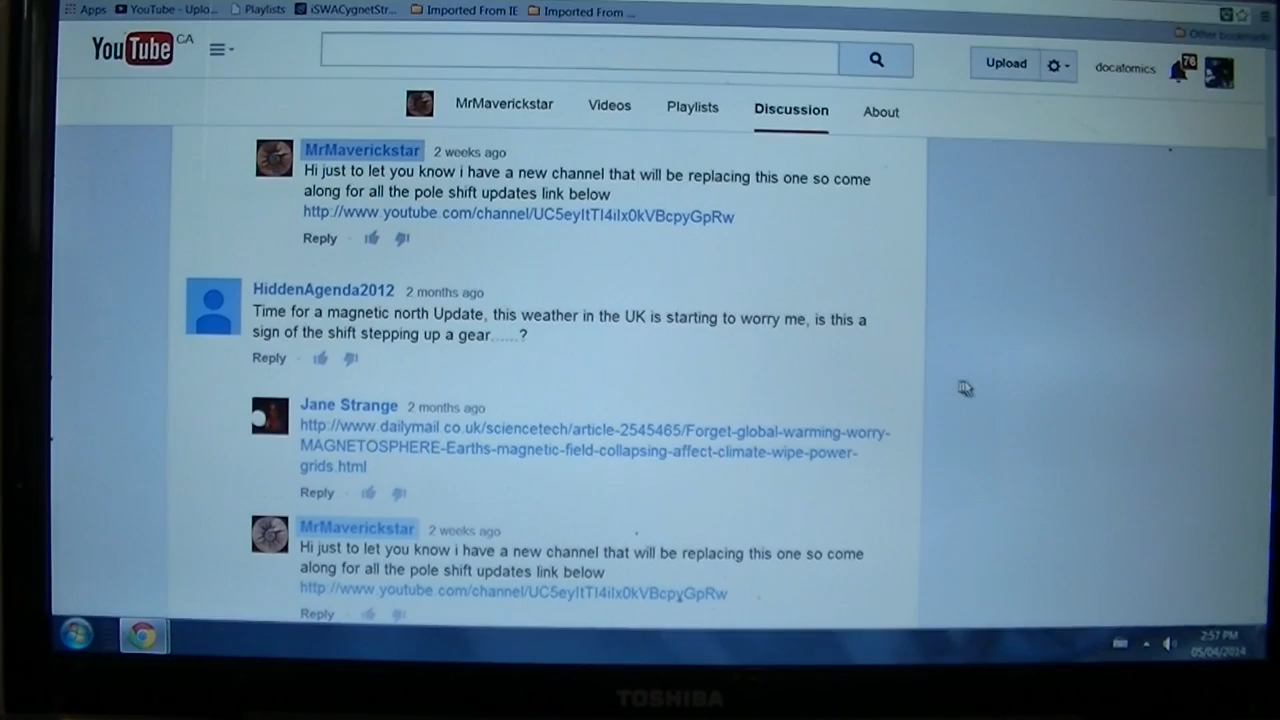 Apps YouTube - Uplo... Playlists iSWACygnetStr... Imported From IE Imported From ...
Other bookmarks
YouTube CA
Upload docatomics 76
MrMaverickstar Videos Playlists Discussion About
MrMaverickstar 2 weeks ago
Hi just to let you know i have a new channel that will be replacing this one so come
along for all the pole shift updates link below
http://www.youtube.com/channel/UC5eyItTI4iIx0kVBcpyGpRw
Reply
HiddenAgenda2012 2 months ago
Time for a magnetic north Update, this weather in the UK is starting to worry me, is this a
sign of the shift stepping up a gear......?
Reply
Jane Strange 2 months ago
http://www.dailymail.co.uk/sciencetech/article-2545465/Forget-global-warming-worry-
MAGNETOSPHERE-Earths-magnetic-field-collapsing-affect-climate-wipe-power-
grids.html
Reply
MrMaverickstar 2 weeks ago
Hi just to let you know i have a new channel that will be replacing this one so come
along for all the pole shift updates link below
http://www.youtube.com/channel/UC5eyItTI4iIx0kVBcpyGpRw
Reply
2:57 PM
05/04/2014
TOSHIBA